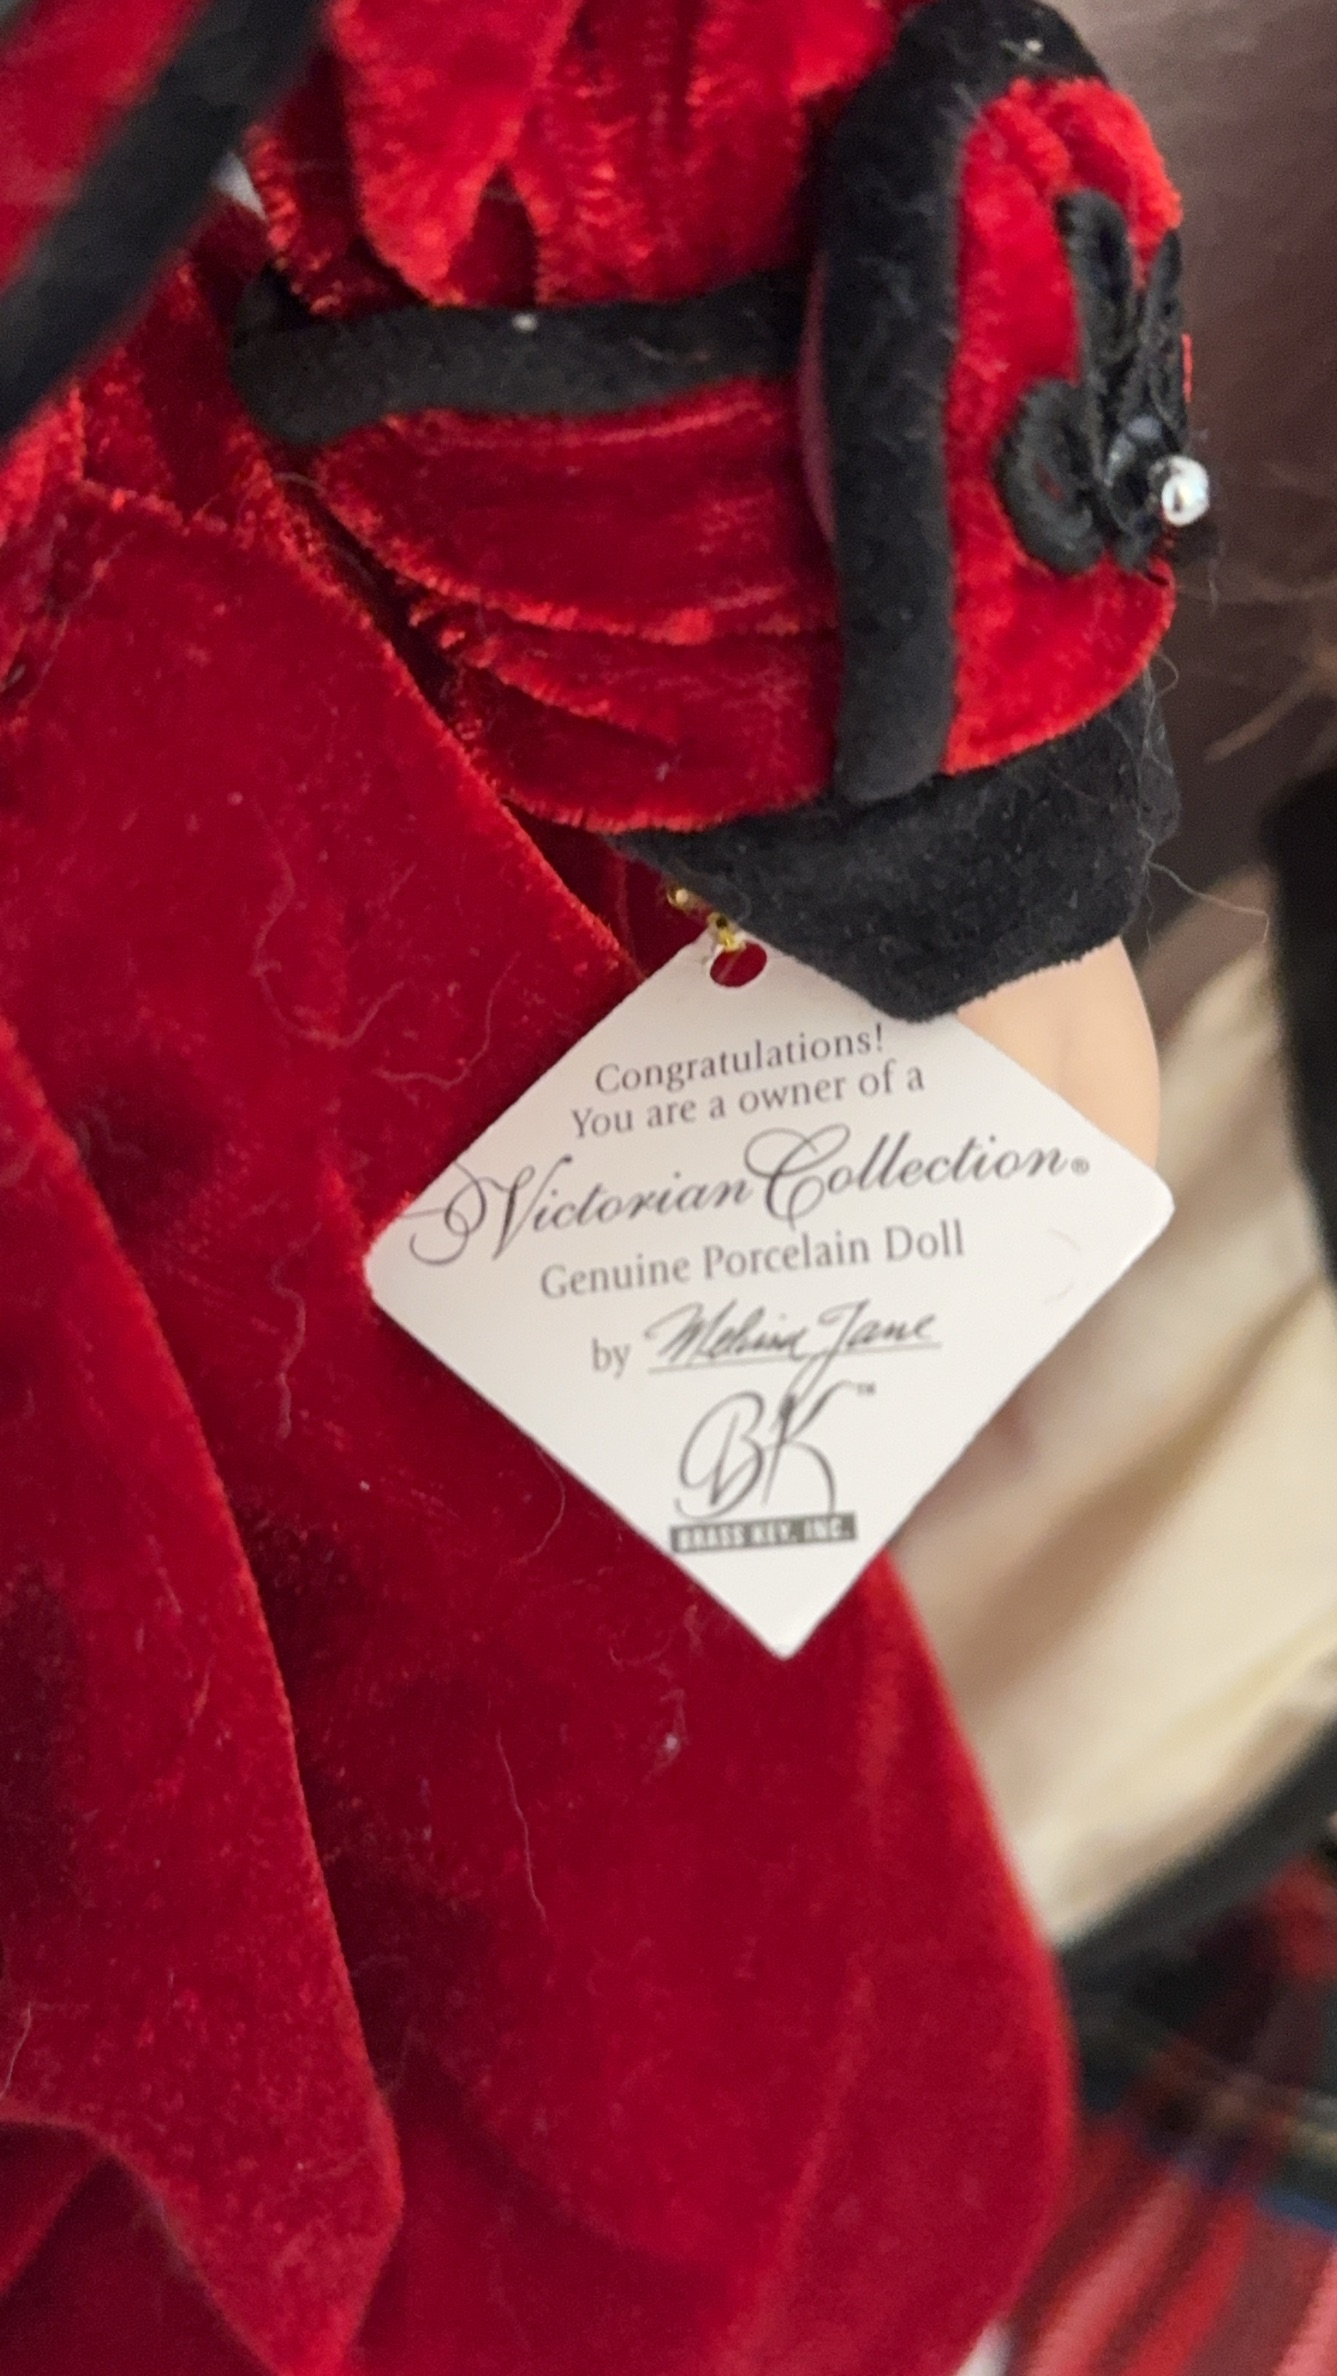 Congratulations!
You are a owner of a
Victorian Collection®
Genuine Porcelain Doll
by Melissa Jane
BK™
BRASS KEY, INC.